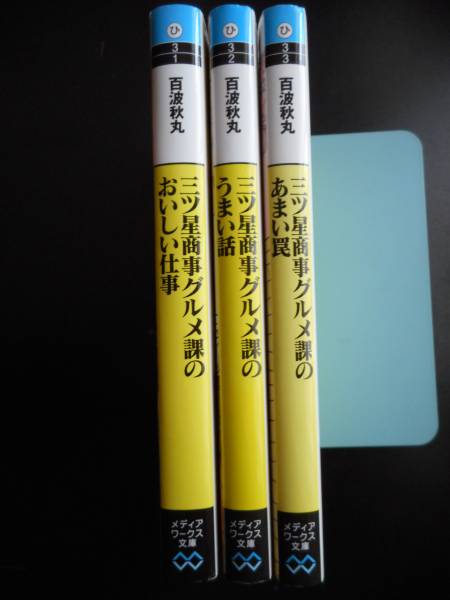 ひ
3
1
百波秋丸
三ツ星商事グルメ課の
おいしい仕事
メディア
ワークス
文庫
ひ
3
2
百波秋丸
三ツ星商事グルメ課の
うまい話
メディア
ワークス
文庫
ひ
3
3
百波秋丸
三ツ星商事グルメ課の
あまい罠
メディア
ワークス
文庫